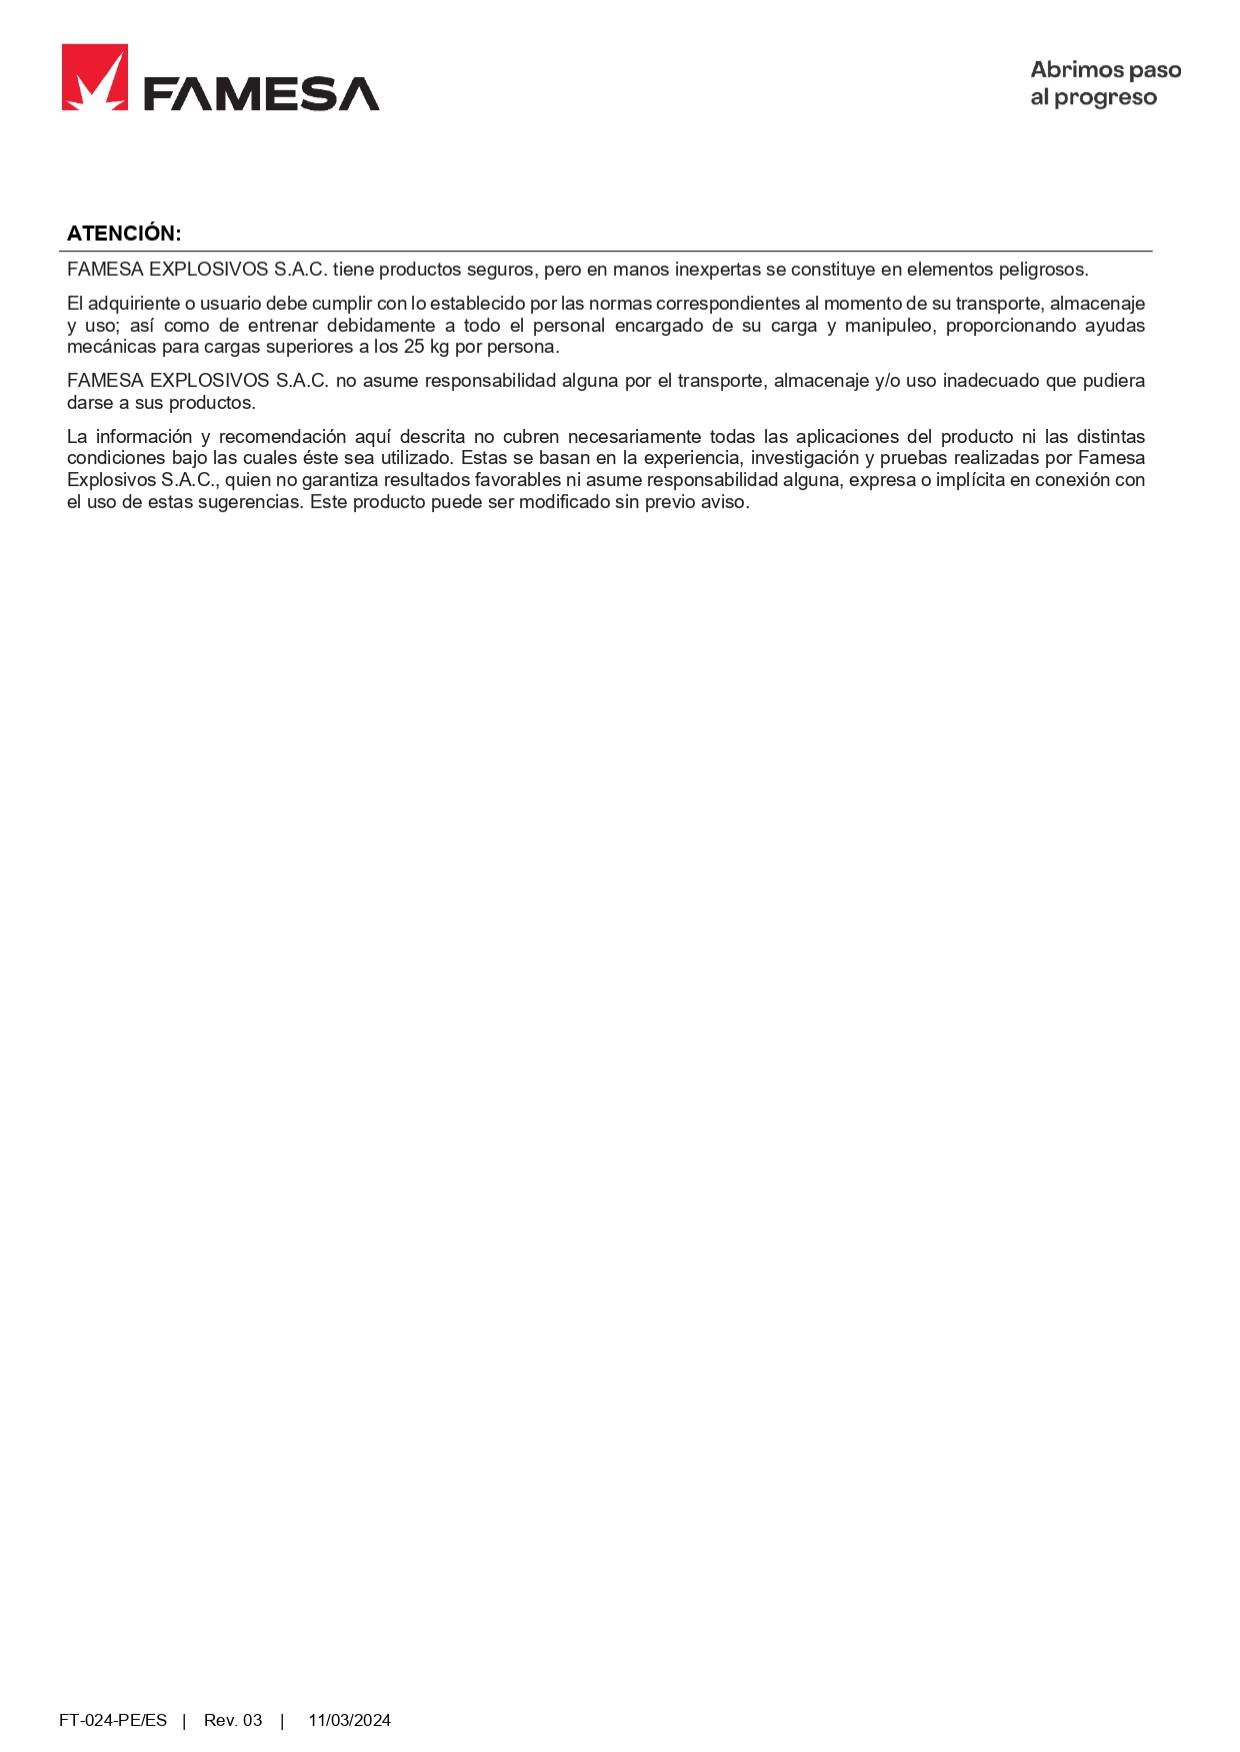 FAMESA
Abrimos paso
al progreso
ATENCIÓN:
FAMESA EXPLOSIVOS S.A.C. tiene productos seguros, pero en manos inexpertas se constituye en elementos peligrosos.
El adquiriente o usuario debe cumplir con lo establecido por las normas correspondientes al momento de su transporte, almacenaje
y uso; así como de entrenar debidamente a todo el personal encargado de su carga y manipuleo, proporcionando ayudas
mecánicas para cargas superiores a los 25 kg por persona.
FAMESA EXPLOSIVOS S.A.C. no asume responsabilidad alguna por el transporte, almacenaje y/o uso inadecuado que pudiera
darse a sus productos.
La información y recomendación aquí descrita no cubren necesariamente todas las aplicaciones del producto ni las distintas
condiciones bajo las cuales éste sea utilizado. Estas se basan en la experiencia, investigación y pruebas realizadas por Famesa
Explosivos S.A.C., quien no garantiza resultados favorables ni asume responsabilidad alguna, expresa o implícita en conexión con
el uso de estas sugerencias. Este producto puede ser modificado sin previo aviso.
FT-024-PE/ES | Rev. 03 | 11/03/2024